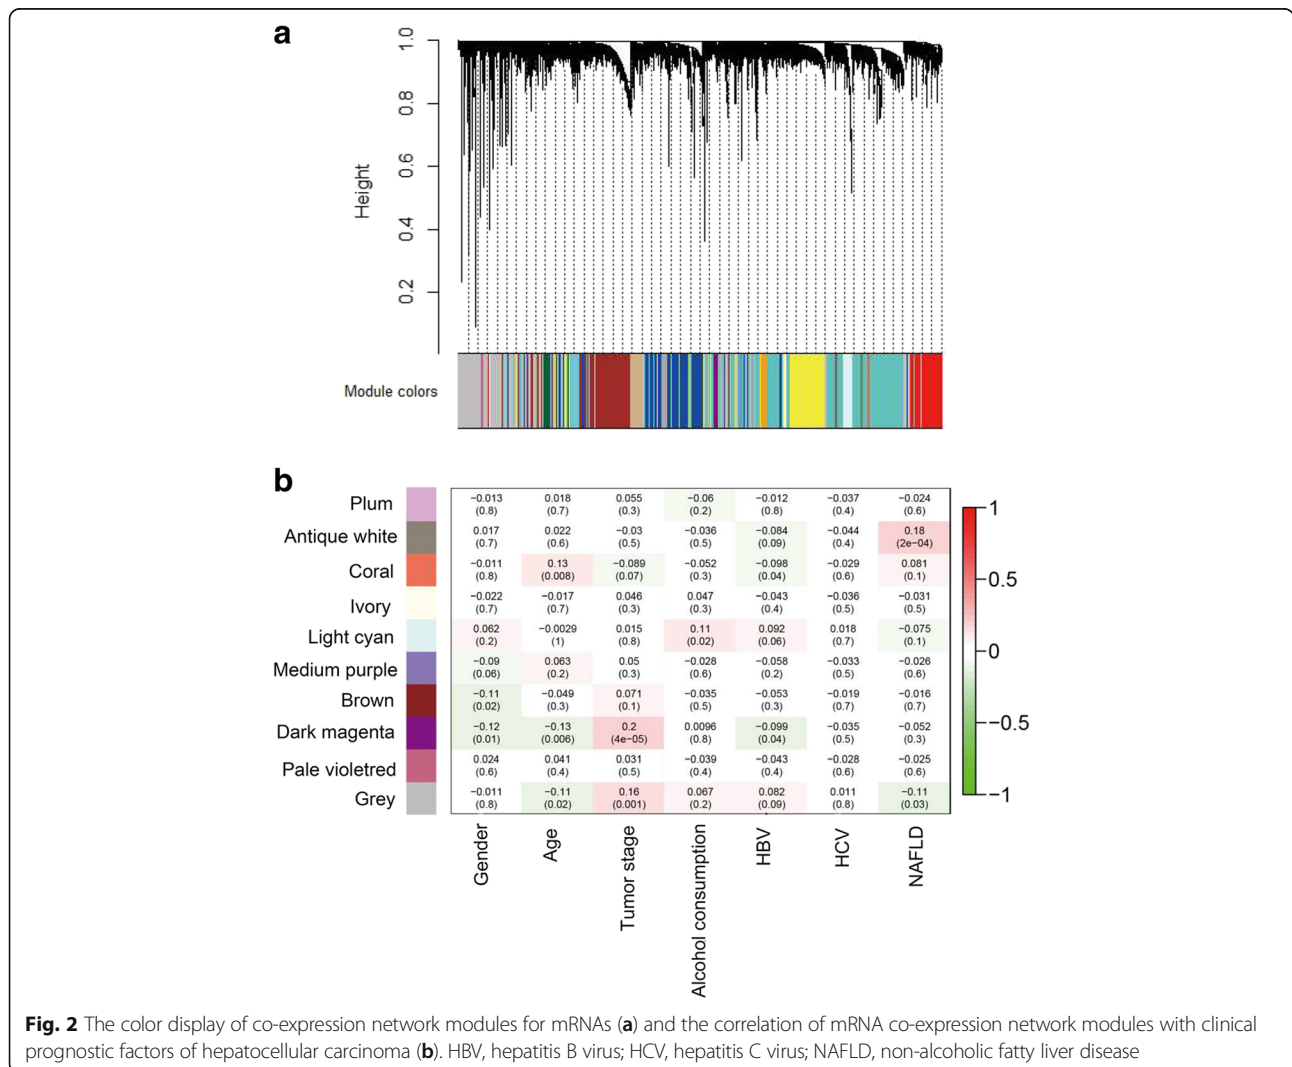 a
1.0
0.8
0.6
0.4
0.2
Height
Module colors
b
Plum −0.013 0.018 0.055 −0.06 −0.012 −0.037 −0.024
(0.8) (0.7) (0.3) (0.2) (0.8) (0.4) (0.6)
Antique white 0.017 0.022 −0.03 −0.036 −0.084 −0.044 0.18
(0.7) (0.6) (0.5) (0.5) (0.09) (0.4) (2e−04)
Coral −0.011 0.13 −0.089 −0.052 −0.098 −0.029 0.081
(0.8) (0.008) (0.07) (0.3) (0.04) (0.6) (0.1)
Ivory −0.022 −0.017 0.046 0.047 −0.043 −0.036 −0.031
(0.7) (0.7) (0.3) (0.3) (0.4) (0.5) (0.5)
Light cyan 0.062 −0.0029 0.015 0.11 0.092 0.018 −0.075
(0.2) (1) (0.8) (0.02) (0.06) (0.7) (0.1)
Medium purple −0.09 0.063 0.05 −0.028 −0.058 −0.033 −0.026
(0.06) (0.2) (0.3) (0.6) (0.2) (0.5) (0.6)
Brown −0.11 −0.049 0.071 −0.035 −0.053 −0.019 −0.016
(0.02) (0.3) (0.1) (0.5) (0.3) (0.7) (0.7)
Dark magenta −0.12 −0.13 0.2 0.0096 −0.099 −0.035 −0.052
(0.01) (0.006) (4e−05) (0.8) (0.04) (0.5) (0.3)
Pale violetred 0.024 0.041 0.031 −0.039 −0.043 −0.028 −0.025
(0.6) (0.4) (0.5) (0.4) (0.4) (0.6) (0.6)
Grey −0.011 −0.11 0.16 0.067 0.082 0.011 −0.11
(0.8) (0.02) (0.001) (0.2) (0.09) (0.8) (0.03)
1
0.5
0
−0.5
−1
Gender
Age
Tumor stage
Alcohol consumption
HBV
HCV
NAFLD
Fig. 2 The color display of co-expression network modules for mRNAs (a) and the correlation of mRNA co-expression network modules with clinical
prognostic factors of hepatocellular carcinoma (b). HBV, hepatitis B virus; HCV, hepatitis C virus; NAFLD, non-alcoholic fatty liver disease